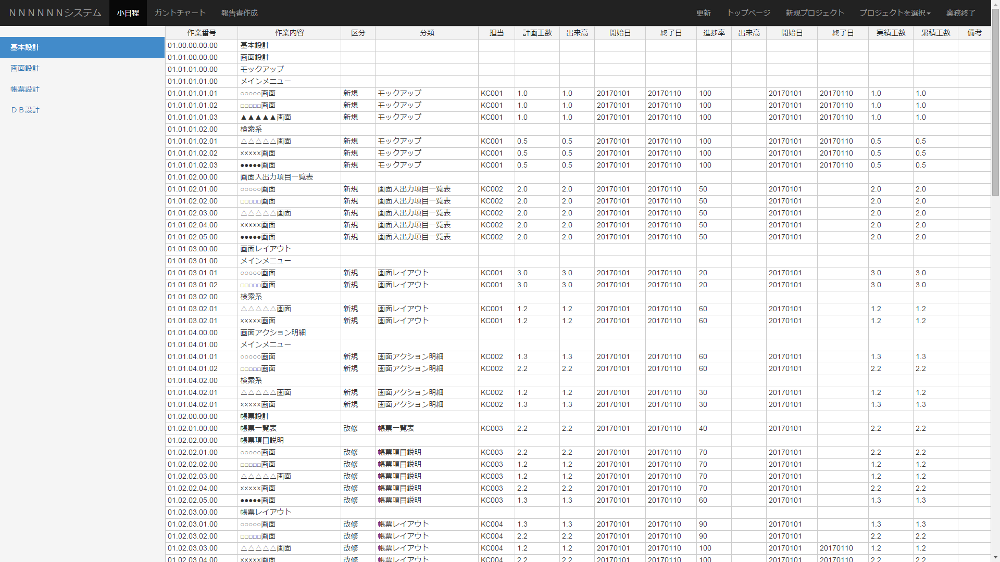 ＮＮＮＮＮＮシステム 小日程 ガントチャート 報告書作成 更新 トップページ 新規プロジェクト プロジェクトを選択 業務終了
基本設計
画面設計
帳票設計
ＤＢ設計
作業番号 作業内容 区分 分類 担当 計画工数 出来高 開始日 終了日 進捗率 出来高 開始日 終了日 実績工数 累積工数 備考
01.00.00.00.00 基本設計
01.01.00.00.00 画面設計
01.01.01.00.00 モックアップ
01.01.01.01.00 メインメニュー
01.01.01.01.01 ○○○○○画面 新規 モックアップ KC001 1.0 1.0 20170101 20170110 100 20170101 20170110 1.0 1.0
01.01.01.01.02 □□□□□画面 新規 モックアップ KC001 1.0 1.0 20170101 20170110 100 20170101 20170110 1.0 1.0
01.01.01.01.03 ▲▲▲▲▲画面 新規 モックアップ KC001 1.0 1.0 20170101 20170110 100 20170101 20170110 1.0 1.0
01.01.01.02.00 検索系
01.01.01.02.01 △△△△△画面 新規 モックアップ KC001 0.5 0.5 20170101 20170110 100 20170101 20170110 0.5 0.5
01.01.01.02.02 ×××××画面 新規 モックアップ KC001 0.5 0.5 20170101 20170110 100 20170101 20170110 0.5 0.5
01.01.01.02.03 ●●●●●画面 新規 モックアップ KC001 0.5 0.5 20170101 20170110 100 20170101 20170110 0.5 0.5
01.01.02.00.00 画面入出力項目一覧表
01.01.02.01.00 ○○○○○画面 新規 画面入出力項目一覧表 KC002 2.0 2.0 20170101 20170110 50 20170101 2.0 2.0
01.01.02.02.00 □□□□□画面 新規 画面入出力項目一覧表 KC002 2.0 2.0 20170101 20170110 50 20170101 2.0 2.0
01.01.02.03.00 △△△△△画面 新規 画面入出力項目一覧表 KC002 2.0 2.0 20170101 20170110 50 20170101 2.0 2.0
01.01.02.04.00 ×××××画面 新規 画面入出力項目一覧表 KC002 2.0 2.0 20170101 20170110 50 20170101 2.0 2.0
01.01.02.05.00 ●●●●●画面 新規 画面入出力項目一覧表 KC002 2.0 2.0 20170101 20170110 50 20170101 2.0 2.0
01.01.03.00.00 画面レイアウト
01.01.03.01.00 メインメニュー
01.01.03.01.01 ○○○○○画面 新規 画面レイアウト KC001 3.0 3.0 20170101 20170110 20 20170101 3.0 3.0
01.01.03.01.02 □□□□□画面 新規 画面レイアウト KC001 3.0 3.0 20170101 20170110 20 20170101 3.0 3.0
01.01.03.02.00 検索系
01.01.03.02.01 △△△△△画面 新規 画面レイアウト KC001 1.2 1.2 20170101 20170110 60 20170101 1.2 1.2
01.01.03.02.01 ×××××画面 新規 画面レイアウト KC001 1.2 1.2 20170101 20170110 60 20170101 1.2 1.2
01.01.04.00.00 画面アクション明細
01.01.04.01.00 メインメニュー
01.01.04.01.01 ○○○○○画面 新規 画面アクション明細 KC002 1.3 1.3 20170101 20170110 60 20170101 1.3 1.3
01.01.04.01.02 □□□□□画面 新規 画面アクション明細 KC002 2.2 2.2 20170101 20170110 60 20170101 2.2 2.2
01.01.04.02.00 検索系
01.01.04.02.01 △△△△△画面 新規 画面アクション明細 KC002 1.2 1.2 20170101 20170110 30 20170101 1.2 1.2
01.01.04.02.01 ×××××画面 新規 画面アクション明細 KC002 1.3 1.3 20170101 20170110 30 20170101 1.3 1.3
01.02.00.00.00 帳票設計
01.02.01.00.00 帳票一覧表 改修 帳票一覧表 KC003 2.2 2.2 20170101 20170110 40 20170101 2.2 2.2
01.02.02.00.00 帳票項目説明
01.02.02.01.00 ○○○○○画面 改修 帳票項目説明 KC003 2.2 2.2 20170101 20170110 70 20170101 2.2 2.2
01.02.02.02.00 □□□□□画面 改修 帳票項目説明 KC003 1.2 1.2 20170101 20170110 70 20170101 1.2 1.2
01.02.02.03.00 △△△△△画面 改修 帳票項目説明 KC003 1.2 1.2 20170101 20170110 70 20170101 1.2 1.2
01.02.02.04.00 ×××××画面 改修 帳票項目説明 KC003 2.2 2.2 20170101 20170110 70 20170101 2.2 2.2
01.02.02.05.00 ●●●●●画面 改修 帳票項目説明 KC003 1.3 1.3 20170101 20170110 60 20170101 1.3 1.3
01.02.03.00.00 帳票レイアウト
01.02.03.01.00 ○○○○○画面 改修 帳票レイアウト KC004 1.3 1.3 20170101 20170110 90 20170101 1.3 1.3
01.02.03.02.00 □□□□□画面 改修 帳票レイアウト KC004 2.2 2.2 20170101 20170110 90 20170101 2.2 2.2
01.02.03.03.00 △△△△△画面 改修 帳票レイアウト KC004 1.2 1.2 20170101 20170110 100 20170101 20170110 1.2 1.2
01.02.03.04.00 ×××××画面 改修 帳票レイアウト KC004 2.2 2.2 20170101 20170110 100 20170101 20170110 2.2 2.2